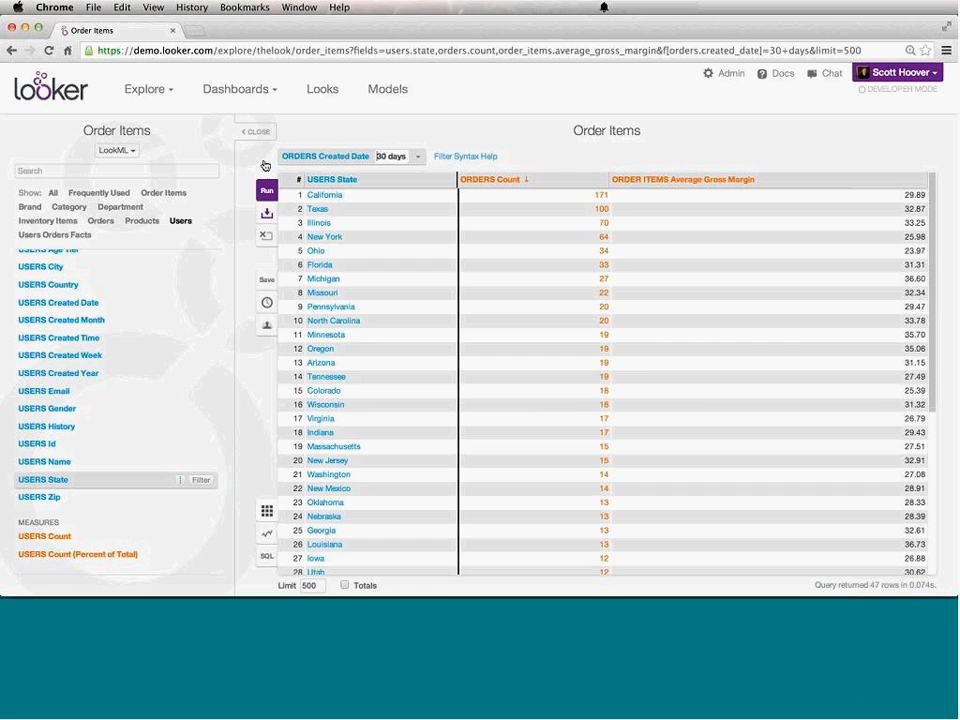 Chrome File Edit View History Bookmarks Window Help
Order Items
https://demo.looker.com/explore/thelook/order_items?fields=users.state,orders.count,order_items.average_gross_margin&f[orders.created_date]=30+days&limit=500
looker Explore Dashboards Looks Models Admin Docs Chat Scott Hoover
DEVELOPER MODE
Order Items
LookML
Search
Show: All Frequently Used Order Items
Brand Category Department
Inventory Items Orders Products Users
Users Orders Facts
USERS Age Tier
USERS City
USERS Country
USERS Created Date
USERS Created Month
USERS Created Time
USERS Created Week
USERS Created Year
USERS Email
USERS Gender
USERS History
USERS Id
USERS Name
USERS State Filter
USERS Zip
MEASURES
USERS Count
USERS Count (Percent of Total)
CLOSE
Run
Save
SQL
Order Items
ORDERS Created Date 30 days Filter Syntax Help
# USERS State ORDERS Count ↓ ORDER ITEMS Average Gross Margin
1 California 171 29.89
2 Texas 100 32.87
3 Illinois 70 33.25
4 New York 64 25.98
5 Ohio 34 23.97
6 Florida 33 31.31
7 Michigan 27 36.60
8 Missouri 22 32.34
9 Pennsylvania 20 29.47
10 North Carolina 20 33.78
11 Minnesota 19 35.70
12 Oregon 19 35.06
13 Arizona 19 31.15
14 Tennessee 19 27.49
15 Colorado 18 25.39
16 Wisconsin 18 31.32
17 Virginia 17 26.79
18 Indiana 17 29.43
19 Massachusetts 15 27.51
20 New Jersey 15 32.91
21 Washington 14 27.08
22 New Mexico 14 28.91
23 Oklahoma 13 28.33
24 Nebraska 13 28.39
25 Georgia 13 32.61
26 Louisiana 13 36.73
27 Iowa 12 26.88
28 Utah 12 30.62
Limit 500 Totals Query returned 47 rows in 0.074s.